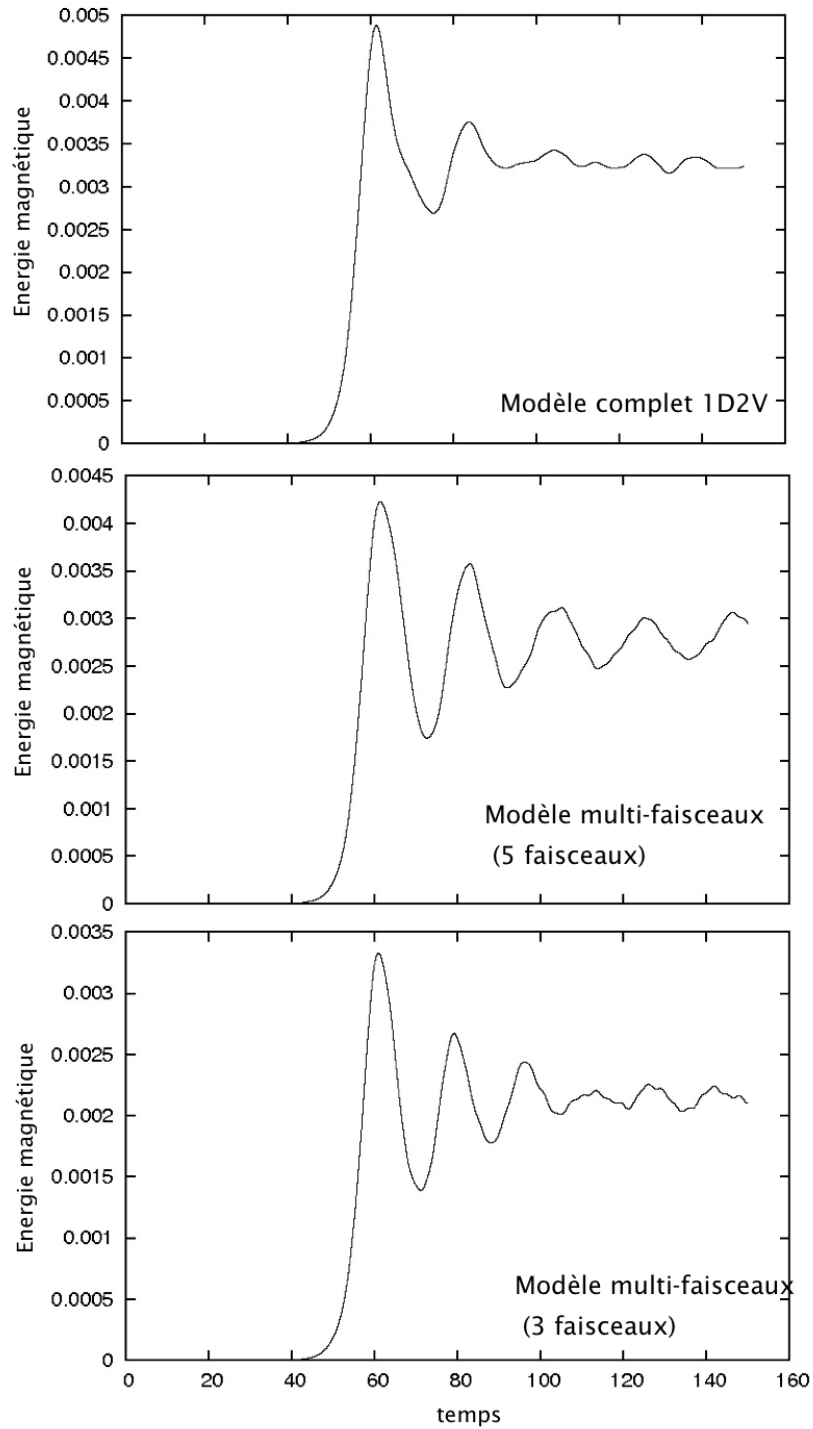 0.005
0.0045
0.004
0.0035
0.003
0.0025
0.002
0.0015
0.001
0.0005
0
Energie magnétique
Modèle complet 1D2V
0.0045
0.004
0.0035
0.003
0.0025
0.002
0.0015
0.001
0.0005
0
Energie magnétique
Modèle multi-faisceaux
(5 faisceaux)
0.0035
0.003
0.0025
0.002
0.0015
0.001
0.0005
0
Energie magnétique
Modèle multi-faisceaux
(3 faisceaux)
0 20 40 60 80 100 120 140 160
temps